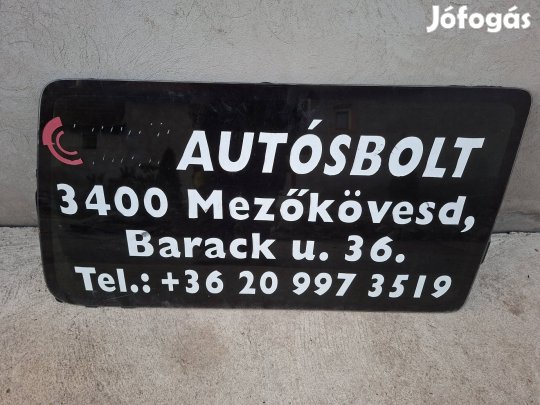 Jófogás
AUTÓSBOLT
3400 Mezőkövesd,
Barack u. 36.
Tel.: +36 20 997 3519